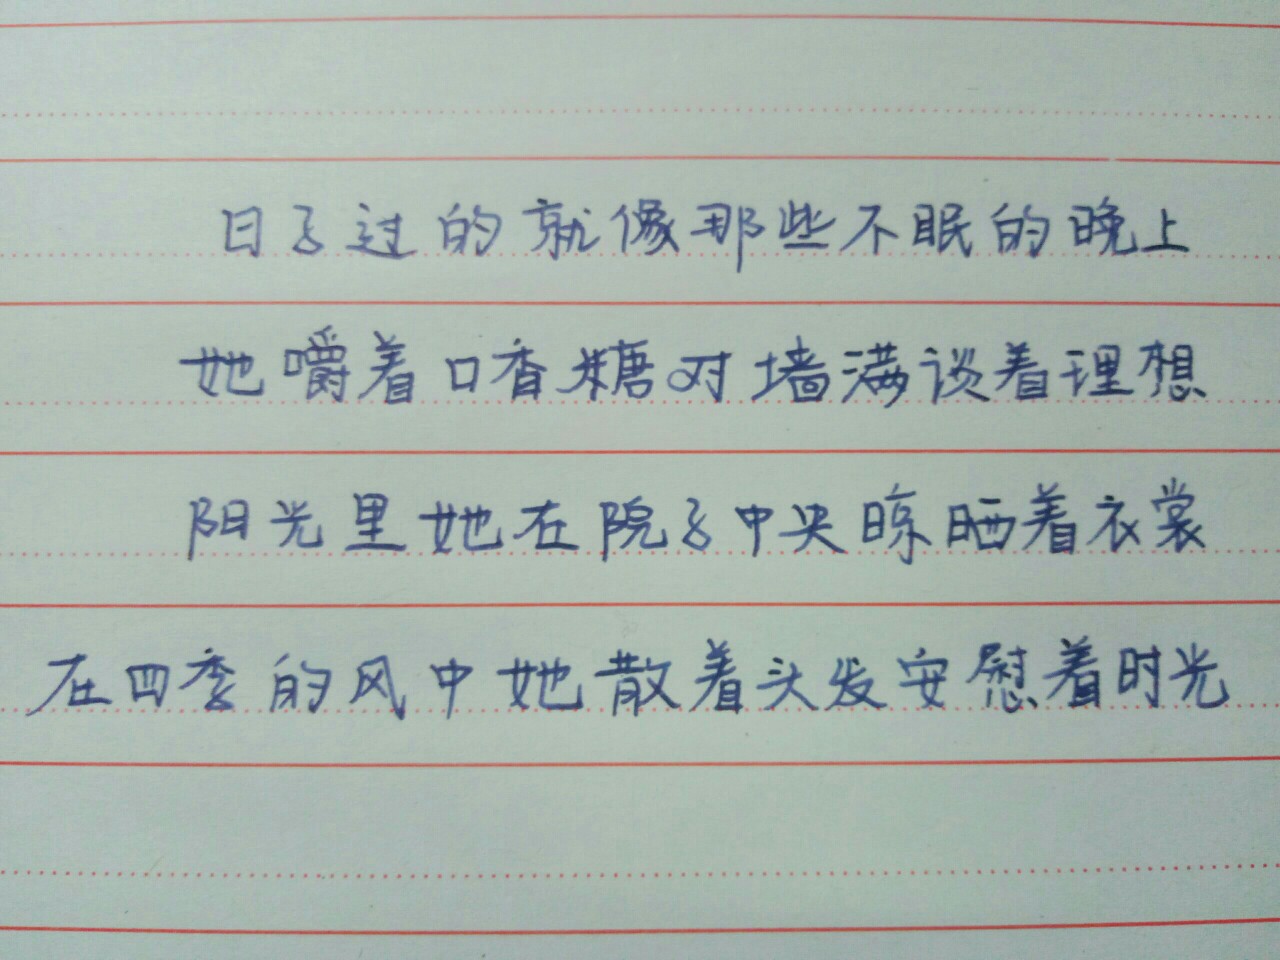 日子过的就像那些不眠的晚上
她嚼着口香糖对墙满谈着理想
阳光里她在院子中央晾晒着衣裳
在四季的风中她散着头发安慰着时光